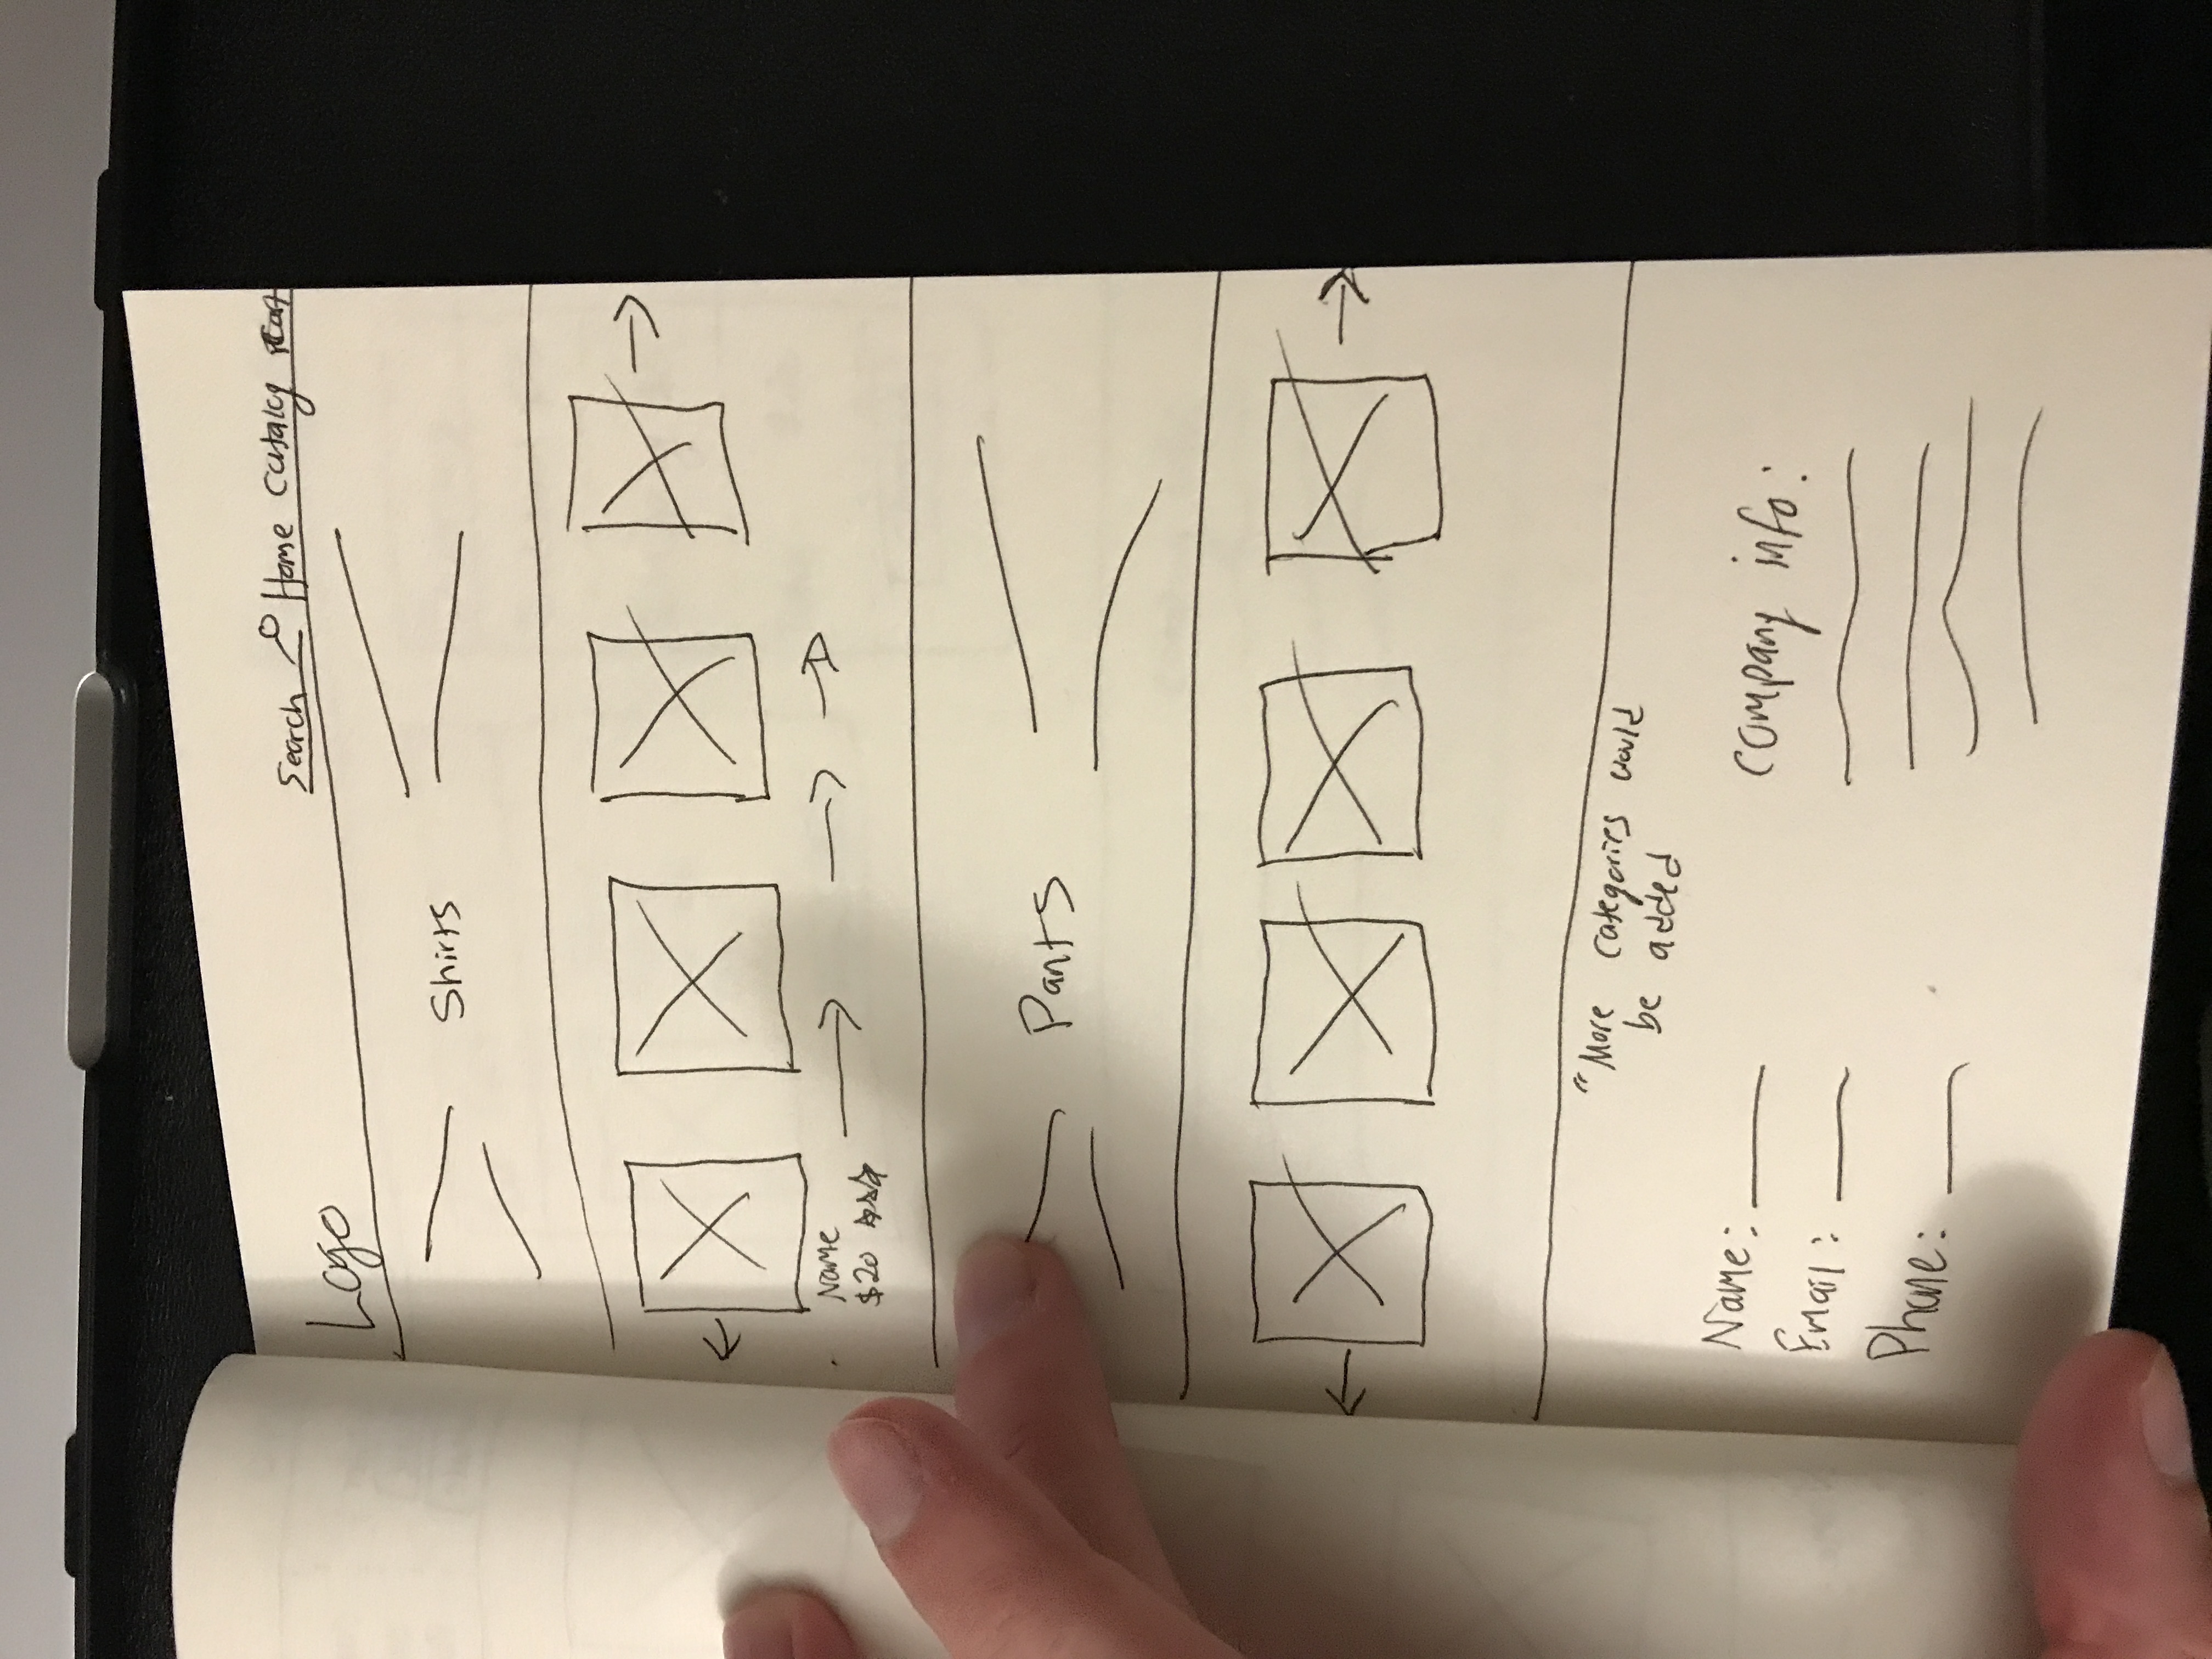 Search Home Catalog Cart
Logo
Shirts
Name
$20
Pants
"More categories would
be added
Name:
Email:
Phone:
Company info: